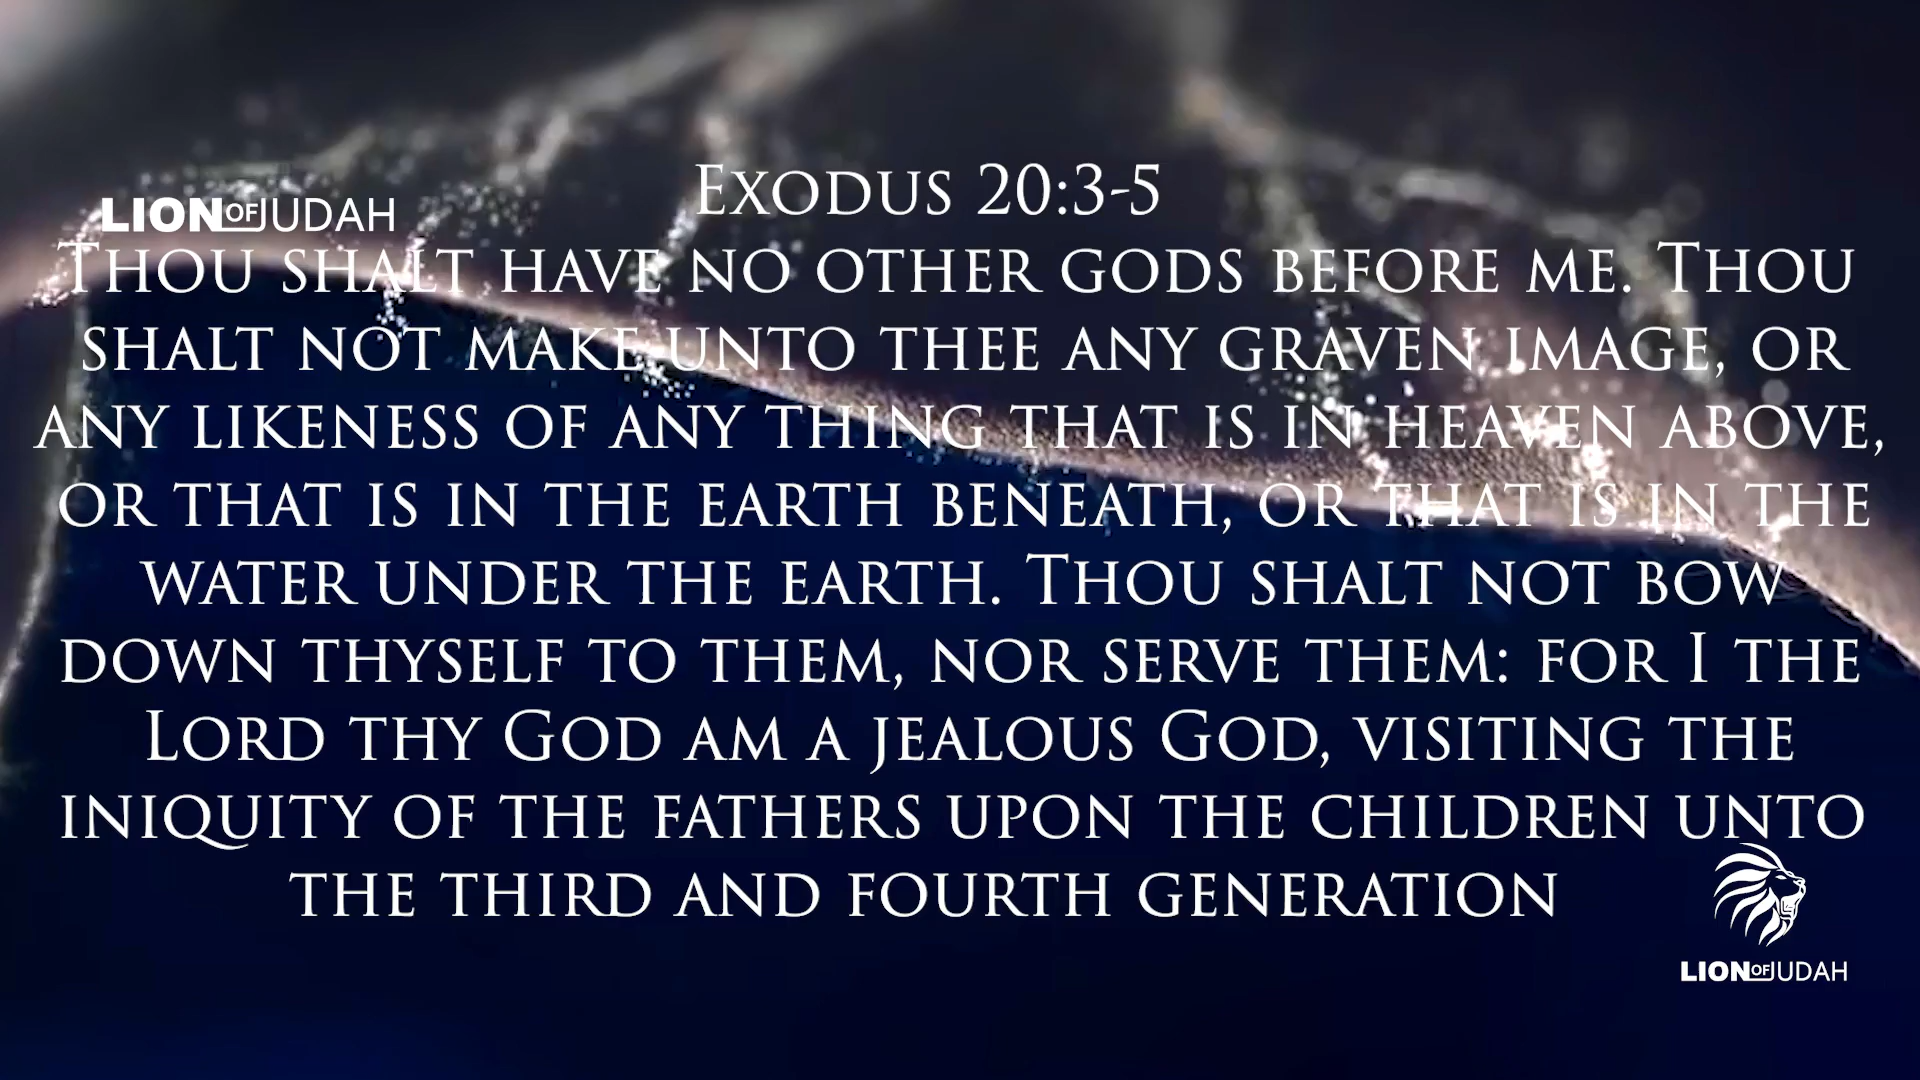 Exodus 20:3-5
LION OF JUDAH
Thou shalt have no other gods before me. Thou
shalt not make unto thee any graven image, or
any likeness of any thing that is in heaven above,
or that is in the earth beneath, or that is in the
water under the earth. Thou shalt not bow
down thyself to them, nor serve them: for I the
Lord thy God am a jealous God, visiting the
iniquity of the fathers upon the children unto
the third and fourth generation
LION OF JUDAH